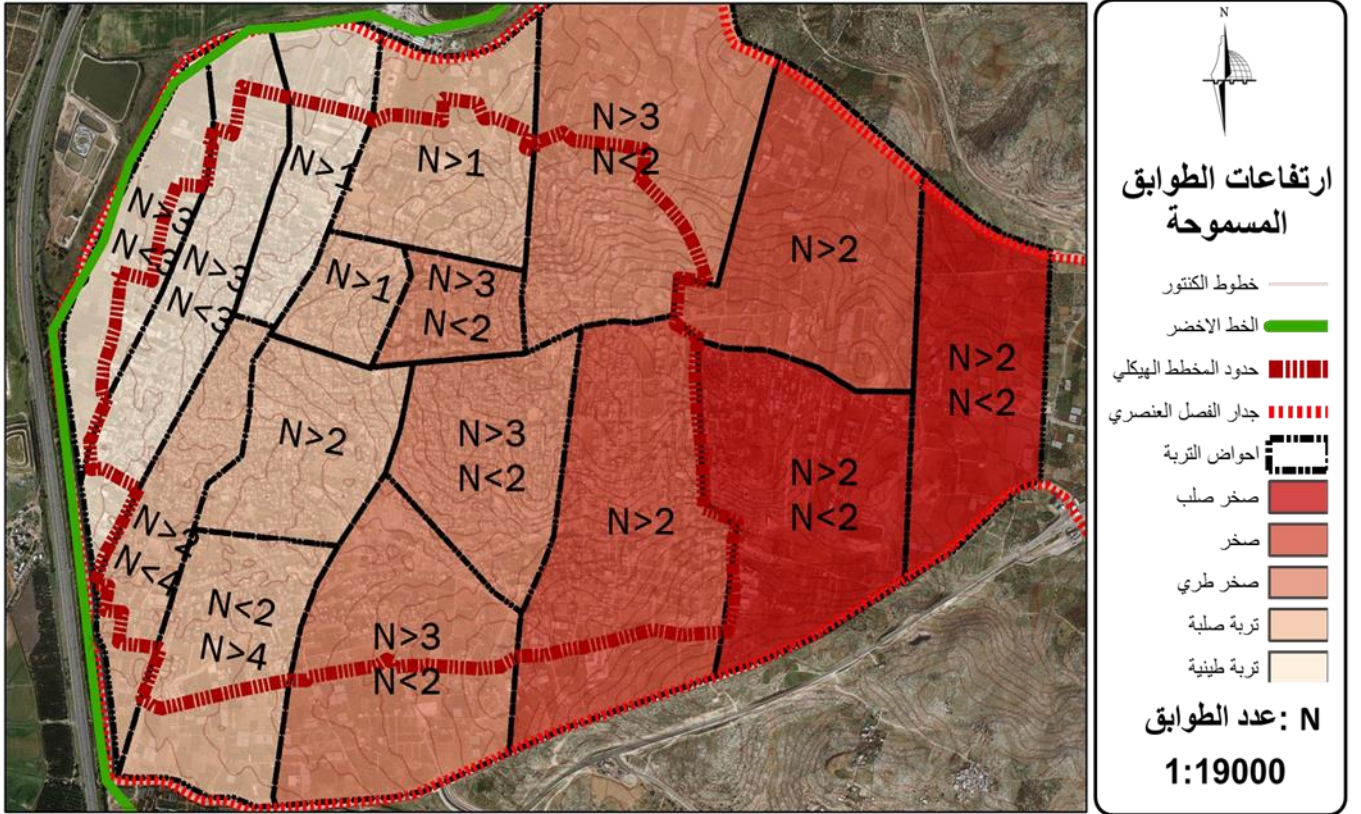 N>3
N<2
N>1
N>1
N>2
N>3
N<3
N>3
N<3
N>1
N>3
N<2
N>2
N<2
N>2
N>3
N<2
N>2
N>2
N<2
N<4
N<2
N>4
N>3
N<2
N
ارتفاعات الطوابق
المسموحة
خطوط الكنتور
الخط الاخضر
حدود المخطط الهيكلي
جدار الفصل العنصري
احواض التربة
صخر صلب
صخر
صخر طري
تربة صلبة
تربة طينية
N : عدد الطوابق
1:19000